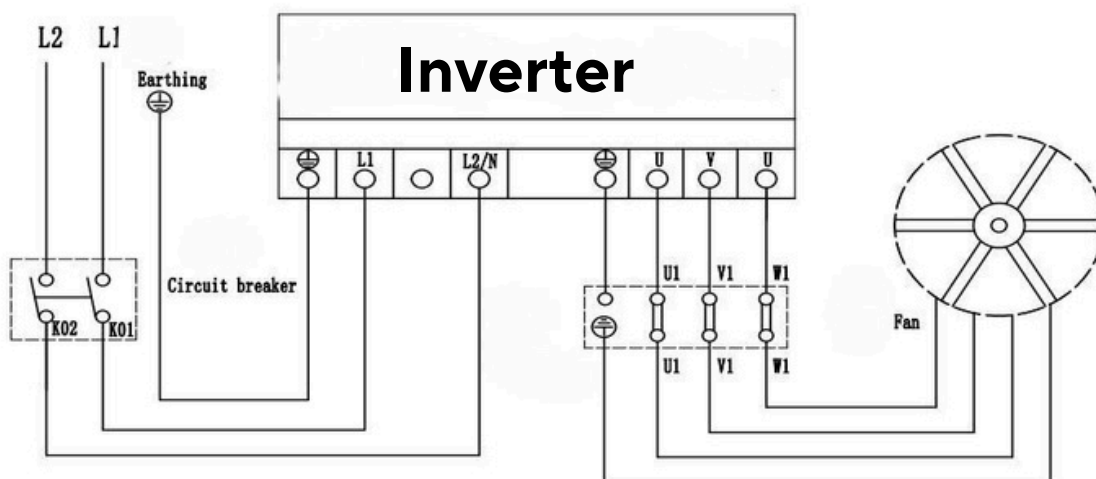 L2 L1
Inverter
Earthing
L1 L2/N U V U
Circuit breaker
U1 V1 W1
K02 K01
Fan
U1 V1 W1